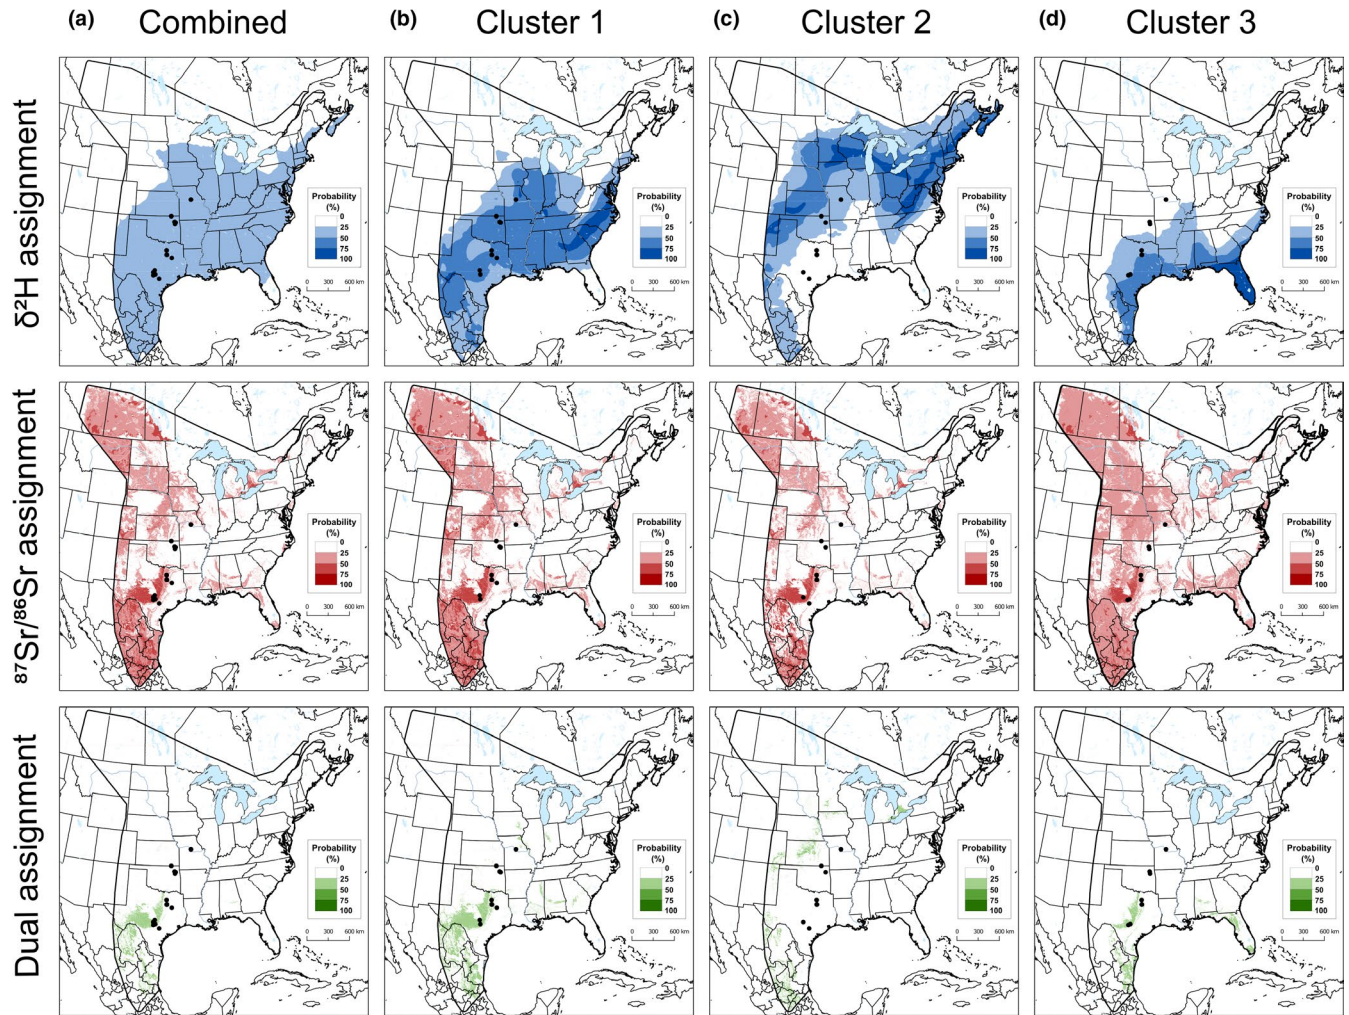 (a) Combined
(b) Cluster 1
(c) Cluster 2
(d) Cluster 3
δ²H assignment
Probability
(%)
0
25
50
75
100
0 300 600 km
Probability
(%)
0
25
50
75
100
0 300 600 km
Probability
(%)
0
25
50
75
100
0 300 600 km
Probability
(%)
0
25
50
75
100
0 300 600 km
⁸⁷Sr/⁸⁶Sr assignment
Probability
(%)
0
25
50
75
100
0 300 600 km
Probability
(%)
0
25
50
75
100
0 300 600 km
Probability
(%)
0
25
50
75
100
0 300 600 km
Probability
(%)
0
25
50
75
100
0 300 600 km
Dual assignment
Probability
(%)
0
25
50
75
100
0 300 600 km
Probability
(%)
0
25
50
75
100
0 300 600 km
Probability
(%)
0
25
50
75
100
0 300 600 km
Probability
(%)
0
25
50
75
100
0 300 600 km